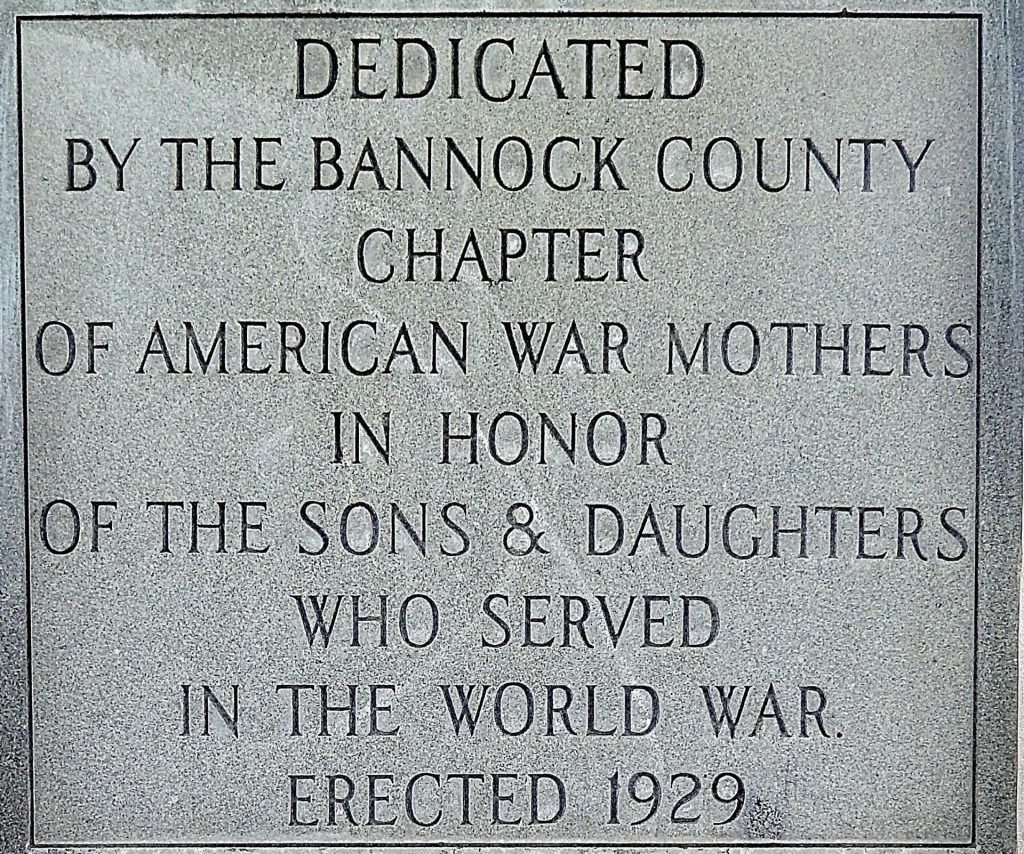 DEDICATED
BY THE BANNOCK COUNTY
CHAPTER
OF AMERICAN WAR MOTHERS
IN HONOR
OF THE SONS & DAUGHTERS
WHO SERVED
IN THE WORLD WAR.
ERECTED 1929